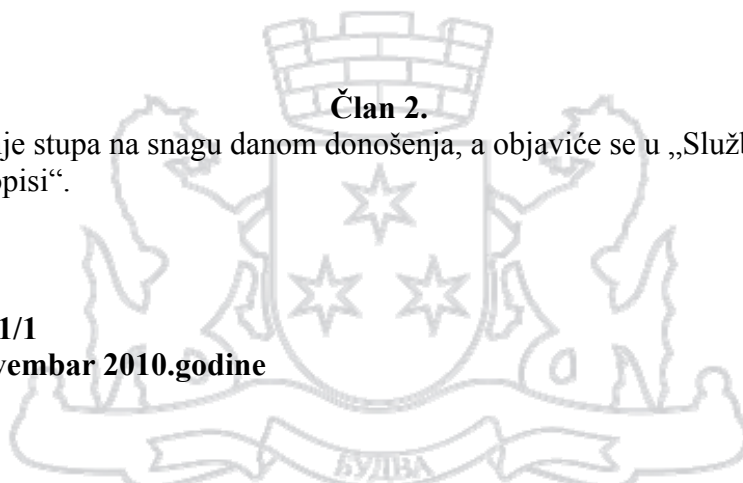 Član 2.
je stupa na snagu danom donošenja, a objaviće se u „Služb
opisi“.
1/1
vembar 2010.godine
БУДВА